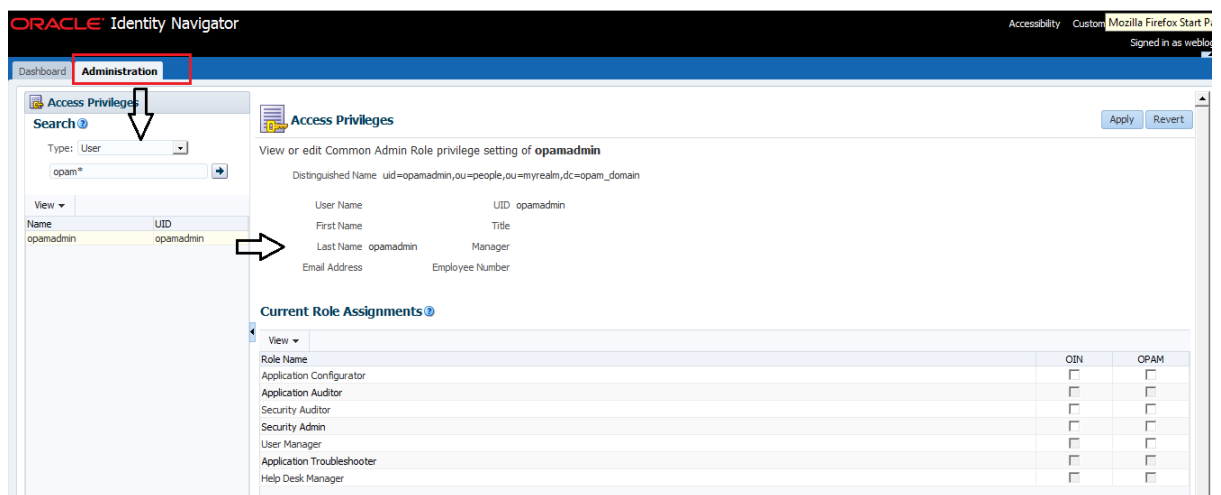 ORACLE Identity Navigator
Accessibility Custom Mozilla Firefox Start
Signed in as
Dashboard Administration
Access Privileges
Search
Type: User
opam*
View
Name UID
opamadmin opamadmin
Access Privileges
Apply Revert
View or edit Common Admin Role privilege setting of opamadmin
Distinguished Name uid=opamadmin,ou=people,ou=myrealm,dc=opam_domain
User Name UID opamadmin
First Name Title
Last Name opamadmin Manager
Email Address Employee Number
Current Role Assignments
View
Role Name OIN OPAM
Application Configurator
Application Auditor
Security Auditor
Security Admin
User Manager
Application Troubleshooter
Help Desk Manager